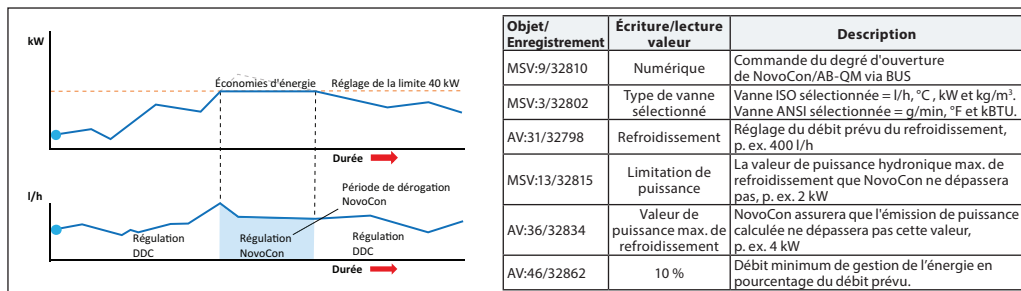 kW
Économies d'énergie
Réglage de la limite 40 kW
Durée
l/h
Période de dérogation
NovoCon
Régulation
DDC
Régulation
NovoCon
Régulation
DDC
Durée
Objet/
Enregistrement
Écriture/lecture
valeur
Description
MSV:9/32810
Numérique
Commande du degré d'ouverture
de NovoCon/AB-QM via BUS
MSV:3/32802
Type de vanne
sélectionné
Vanne ISO sélectionnée = l/h, °C , kW et kg/m³.
Vanne ANSI sélectionnée = g/min, °F et kBTU.
AV:31/32798
Refroidissement
Réglage du débit prévu du refroidissement,
p. ex. 400 l/h
MSV:13/32815
Limitation de
puissance
La valeur de puissance hydronique max. de
refroidissement que NovoCon ne dépassera
pas, p. ex. 2 kW
AV:36/32834
Valeur de
puissance max. de
refroidissement
NovoCon assurera que l'émission de puissance
calculée ne dépassera pas cette valeur,
p. ex. 4 kW
AV:46/32862
10 %
Débit minimum de gestion de l’énergie en
pourcentage du débit prévu.